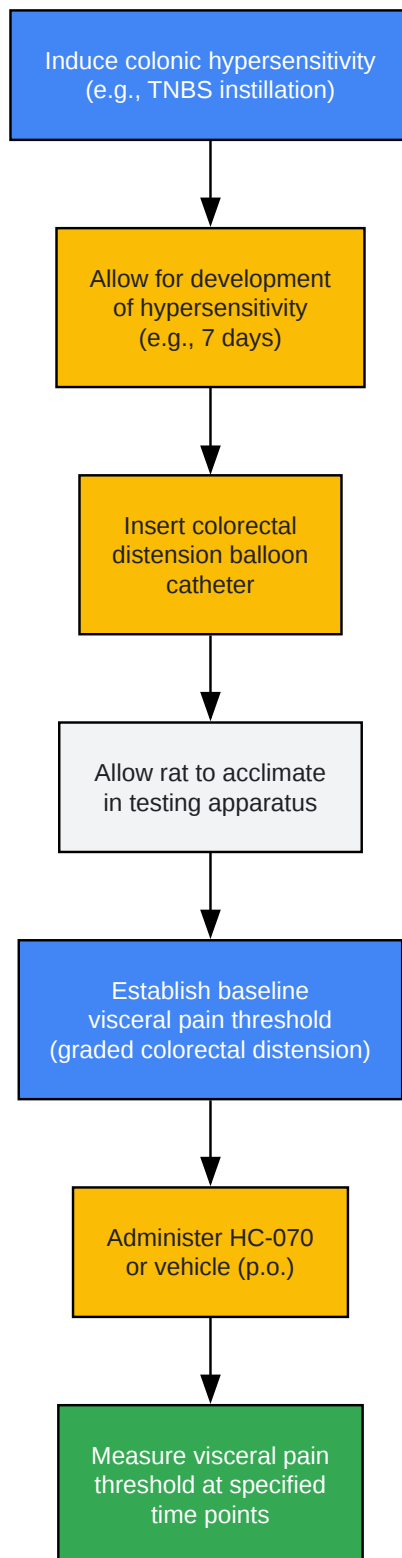 Induce colonic hypersensitivity
(e.g., TNBS instillation)
Allow for development
of hypersensitivity
(e.g., 7 days)
Insert colorectal
distension balloon
catheter
Allow rat to acclimate
in testing apparatus
Establish baseline
visceral pain threshold
(graded colorectal distension)
Administer HC-070
or vehicle (p.o.)
Measure visceral pain
threshold at specified
time points